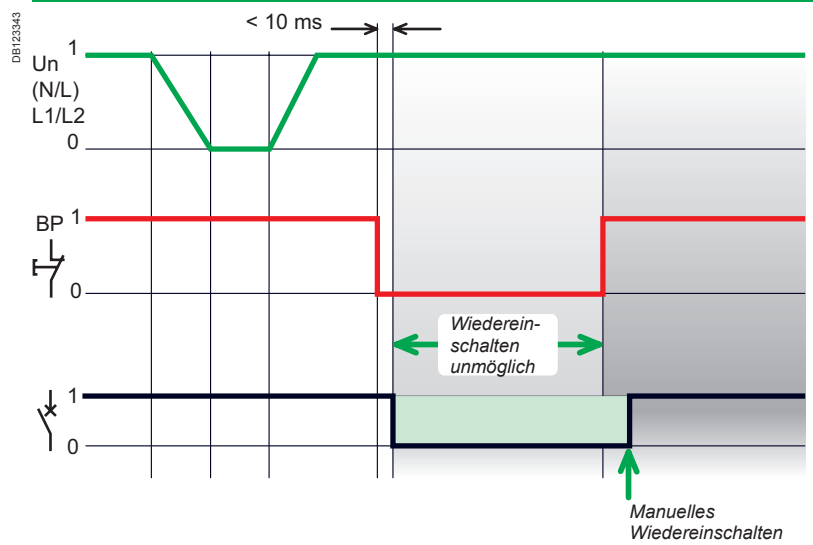 DB123343
< 10 ms
Un
(N/L)
L1/L2
1
0
BP
1
0
Wiederein-
schalten
unmöglich
1
0
Manuelles
Wiedereinschalten